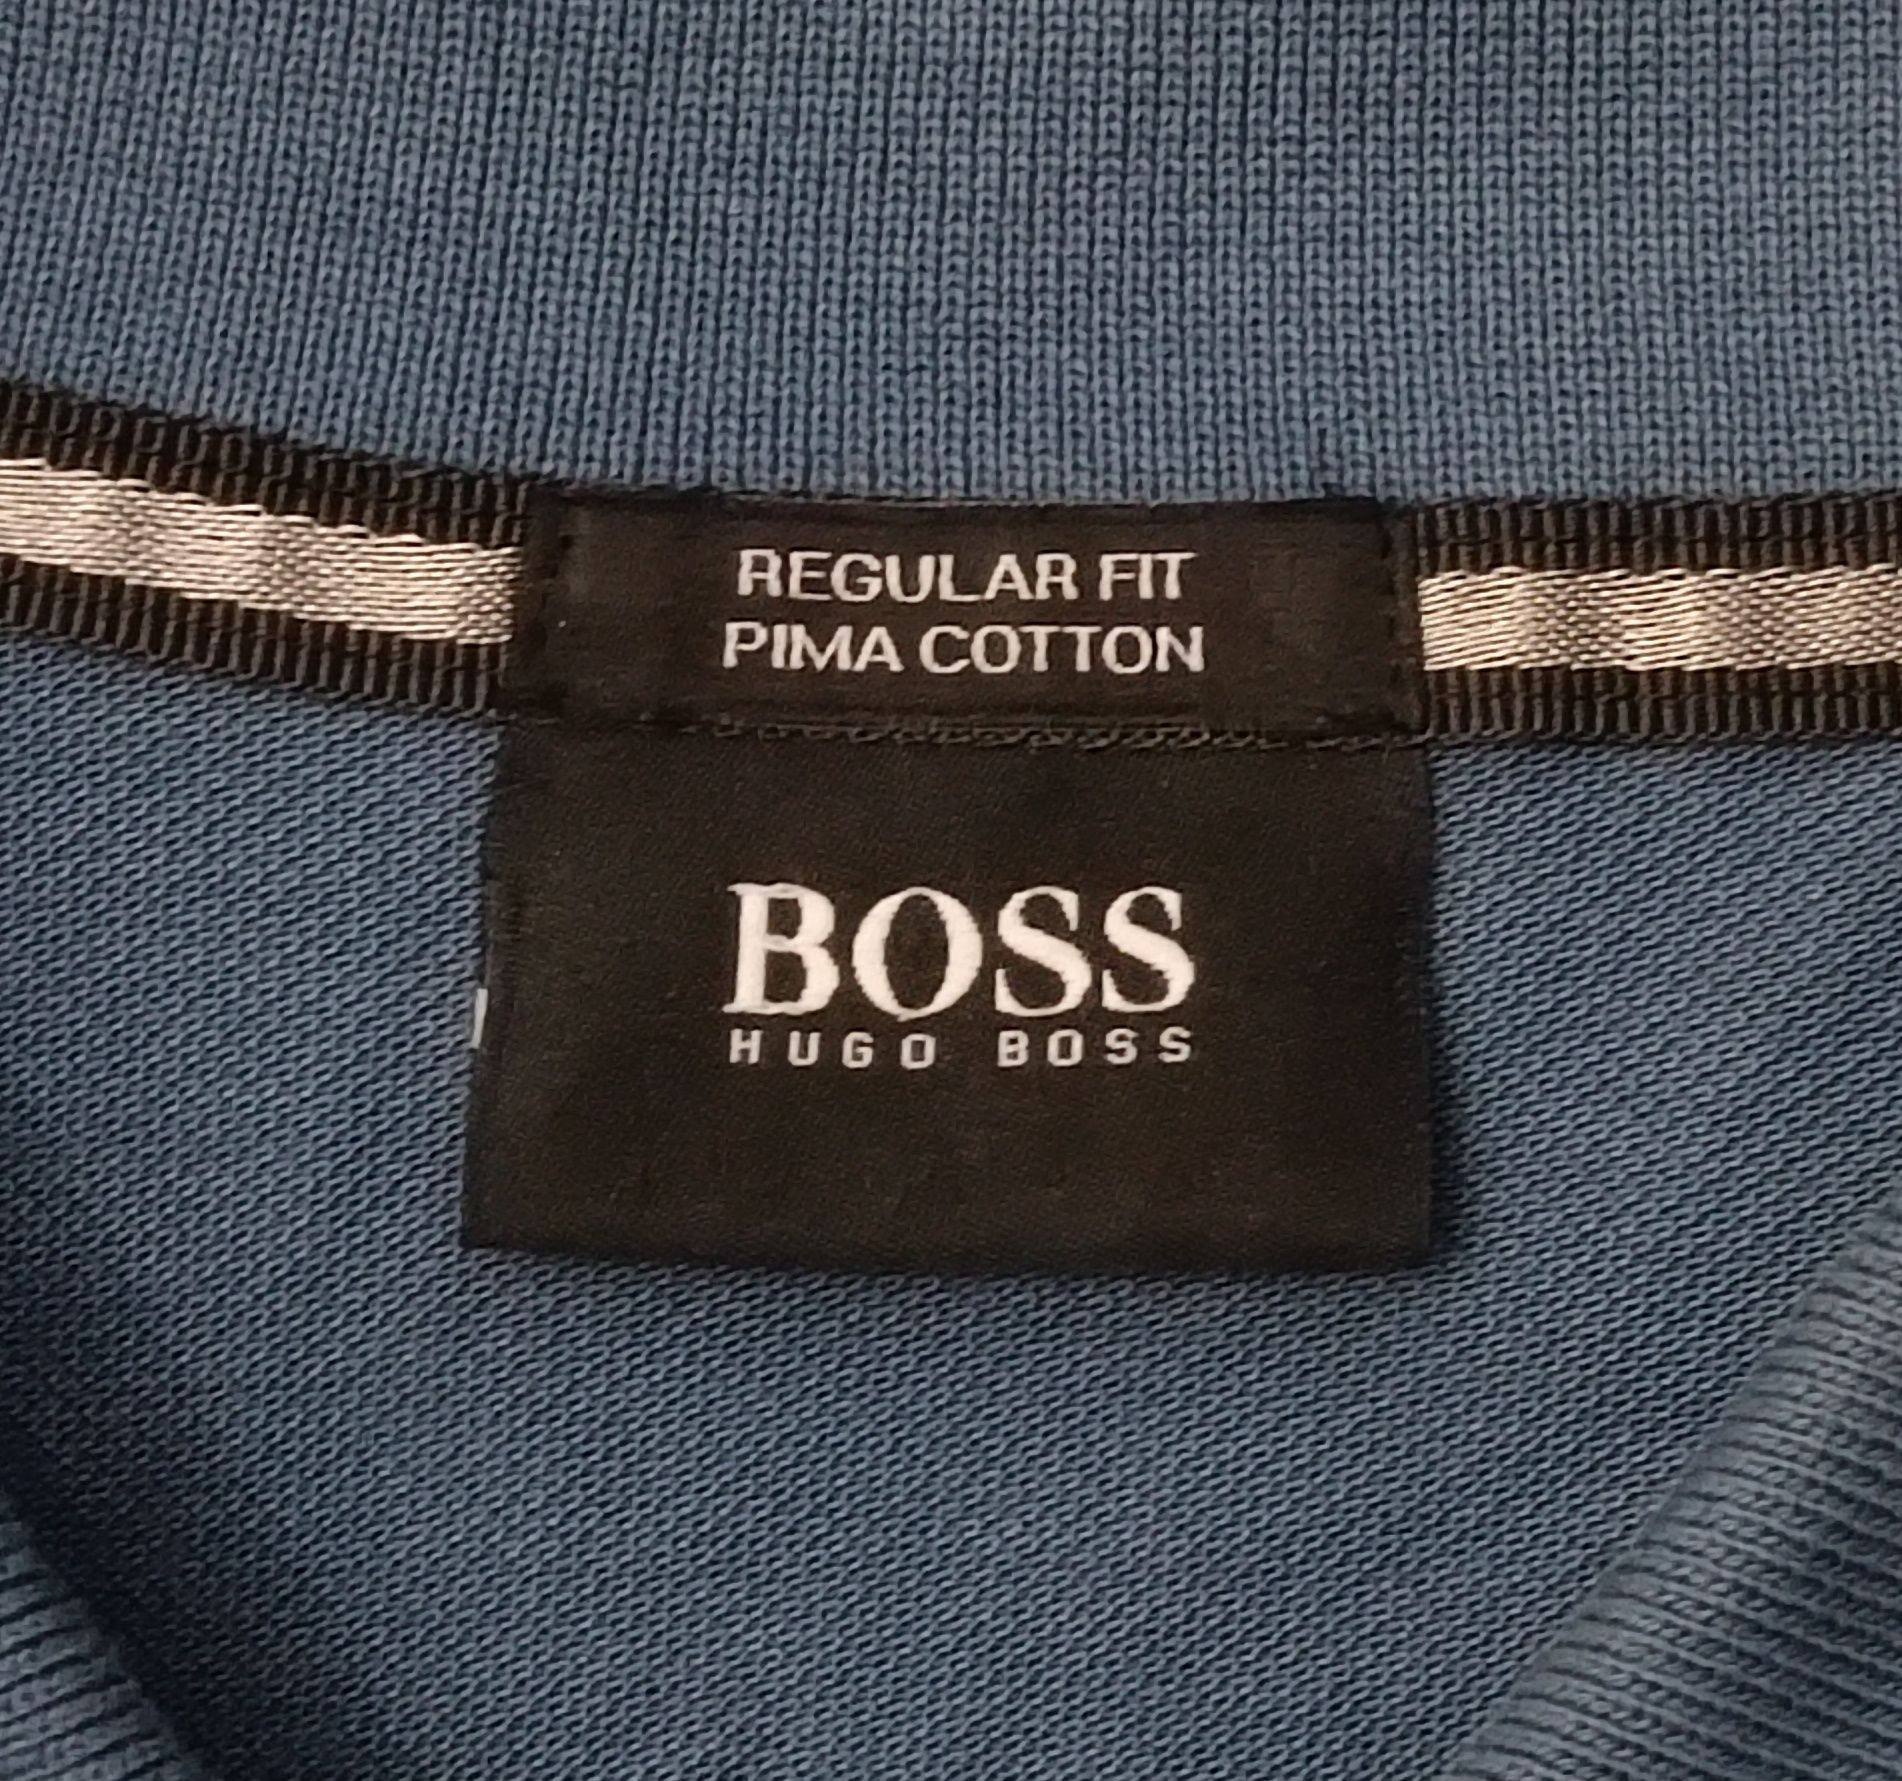 REGULAR FIT
PIMA COTTON
BOSS
HUGO BOSS